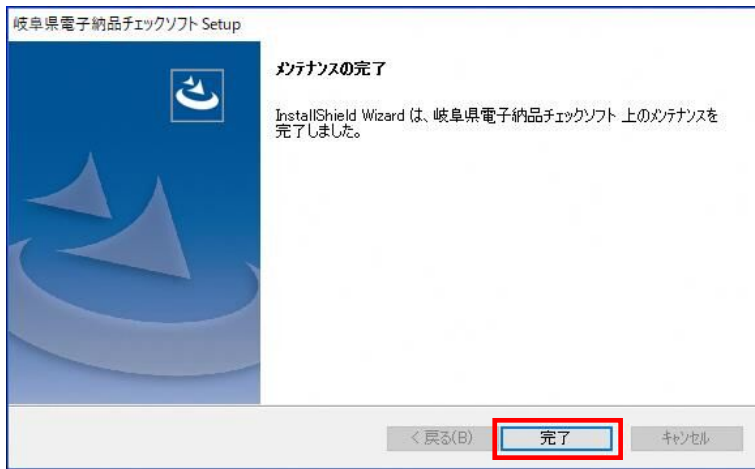 岐阜県電子納品チェックソフト Setup
メンテナンスの完了
InstallShield Wizard は、岐阜県電子納品チェックソフト 上のメンテナンスを
完了しました。
< 戻る(B)
完了
キャンセル